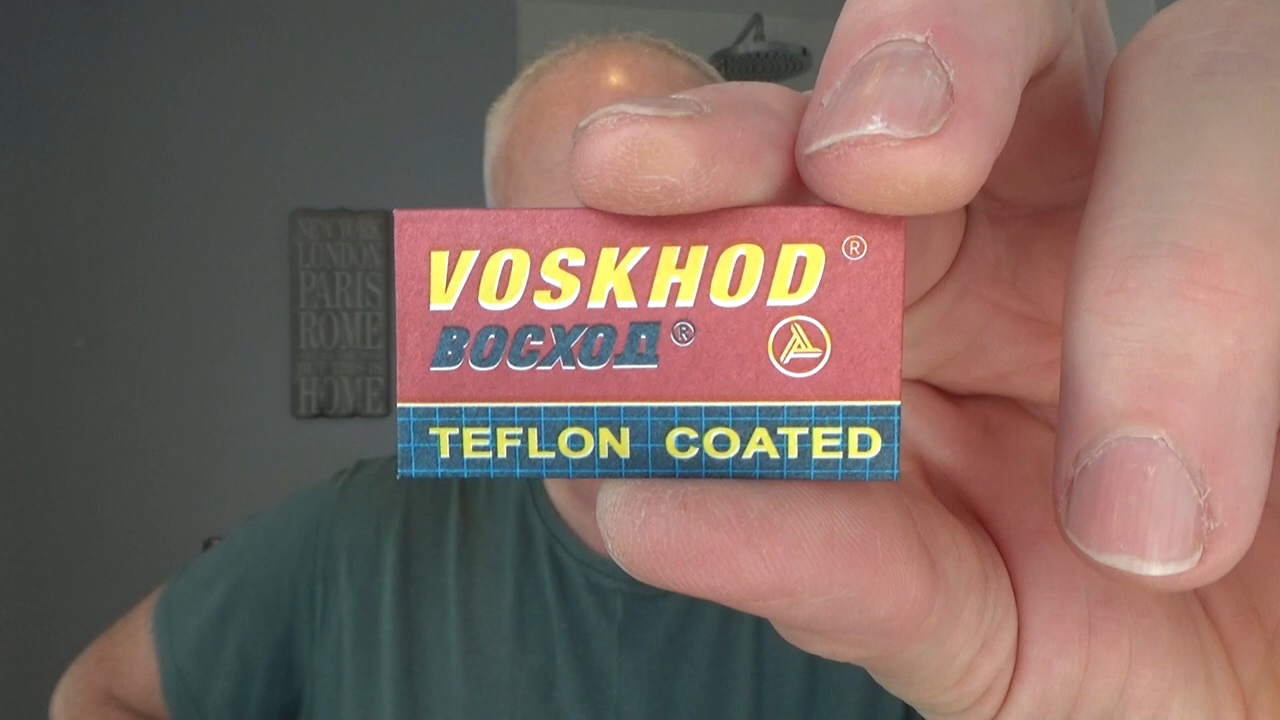 NEW YORK
LONDON
PARIS
ROME
HOME
VOSKHOD ®
ВОСХОД ®
TEFLON COATED